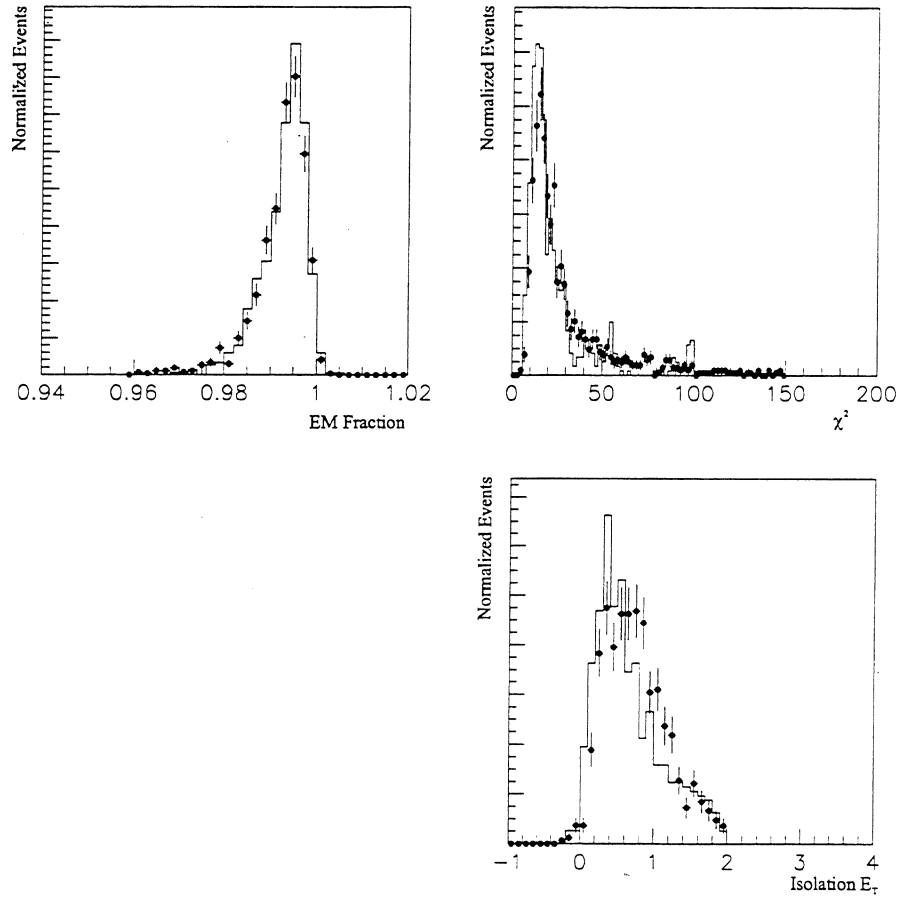 Normalized Events
0.94 0.96 0.98 1 1.02
EM Fraction
Normalized Events
0 50 100 150 200
χ²
Normalized Events
-1 0 1 2 3 4
Isolation E_T